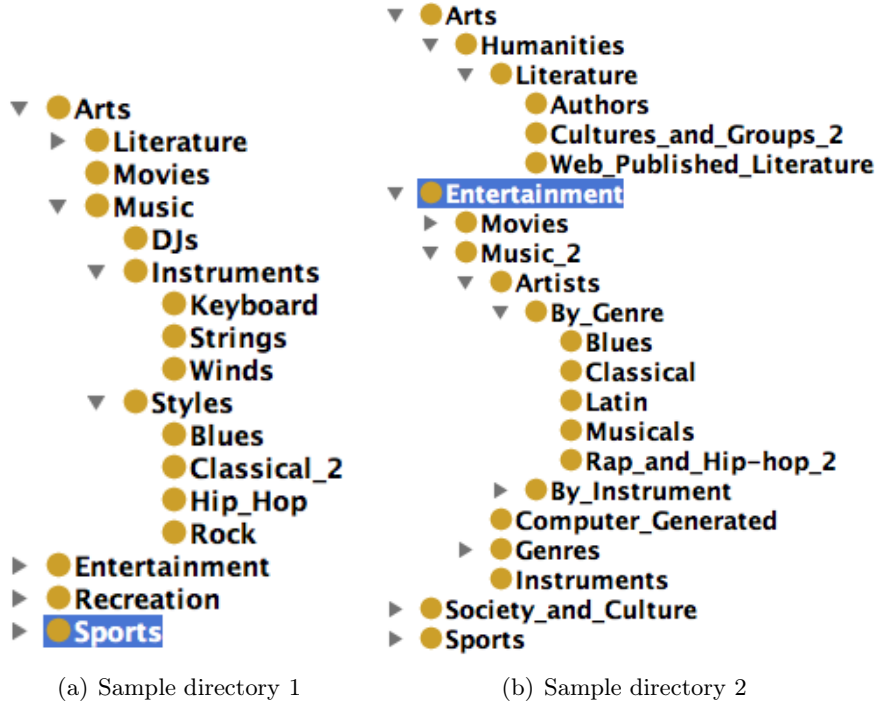 Arts
Literature
Movies
Music
DJs
Instruments
Keyboard
Strings
Winds
Styles
Blues
Classical_2
Hip_Hop
Rock
Entertainment
Recreation
Sports
(a) Sample directory 1
Arts
Humanities
Literature
Authors
Cultures_and_Groups_2
Web_Published_Literature
Entertainment
Movies
Music_2
Artists
By_Genre
Blues
Classical
Latin
Musicals
Rap_and_Hip-hop_2
By_Instrument
Computer_Generated
Genres
Instruments
Society_and_Culture
Sports
(b) Sample directory 2